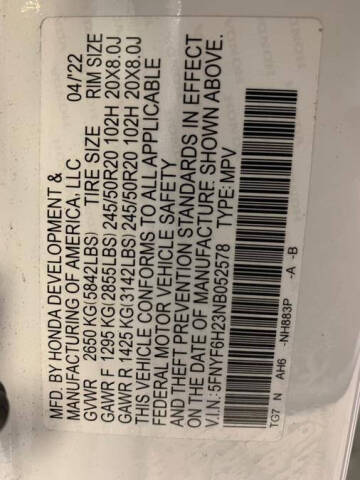 MFD. BY HONDA DEVELOPMENT &
MANUFACTURING OF AMERICA, LLC 04/'22
GVWR 2650 KG(5842LBS) TIRE SIZE RIM SIZE
GAWR F 1295 KG(2855LBS) 245/50R20 102H 20X8.0J
GAWR R 1425 KG(3142LBS) 245/50R20 102H 20X8.0J
THIS VEHICLE CONFORMS TO ALL APPLICABLE
FEDERAL MOTOR VEHICLE SAFETY
AND THEFT PREVENTION STANDARDS IN EFFECT
ON THE DATE OF MANUFACTURE SHOWN ABOVE.
V.I.N.: 5FNYF6H23NB052578 TYPE: MPV
TG7 N AH6 -NH883P -A -B